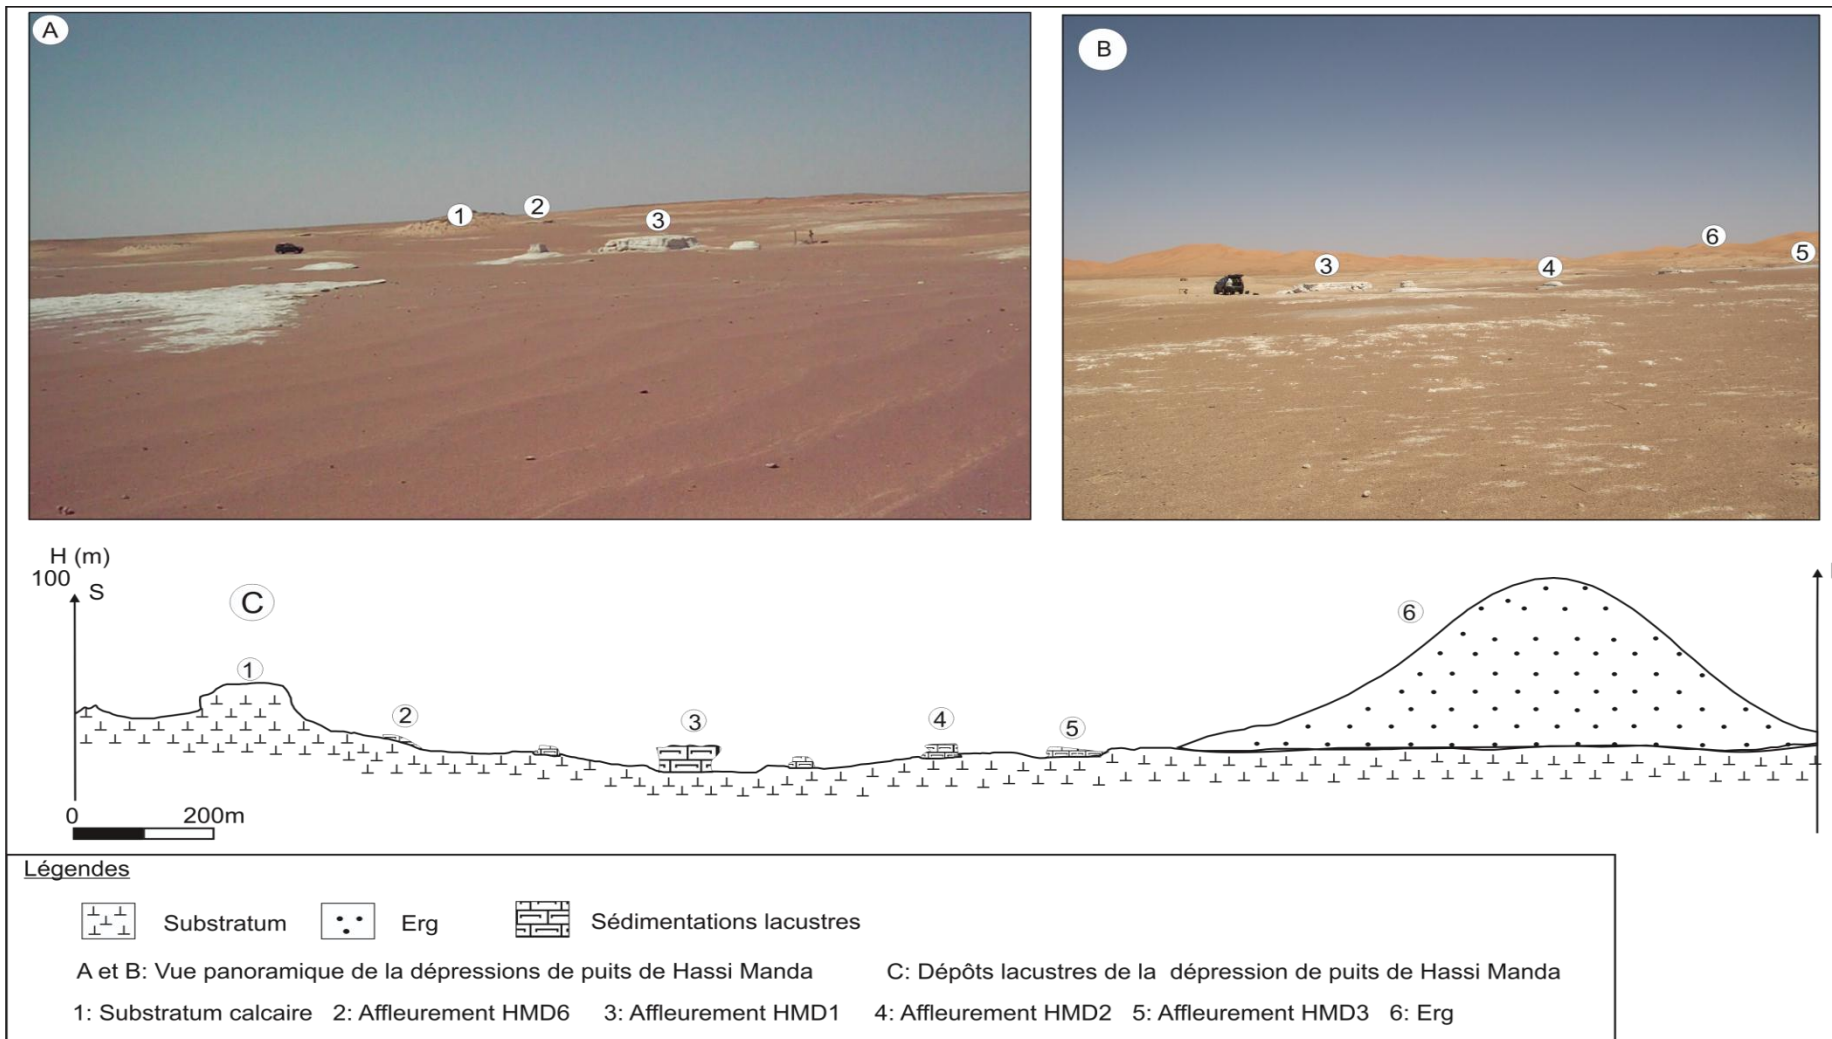 A
B
1
2
3
3
4
6
5
H (m)
100
S
C
1
2
3
4
5
6
0 200m
Légendes
Substratum Erg Sédimentations lacustres
A et B: Vue panoramique de la dépressions de puits de Hassi Manda C: Dépôts lacustres de la dépression de puits de Hassi Manda
1: Substratum calcaire 2: Affleurement HMD6 3: Affleurement HMD1 4: Affleurement HMD2 5: Affleurement HMD3 6: Erg